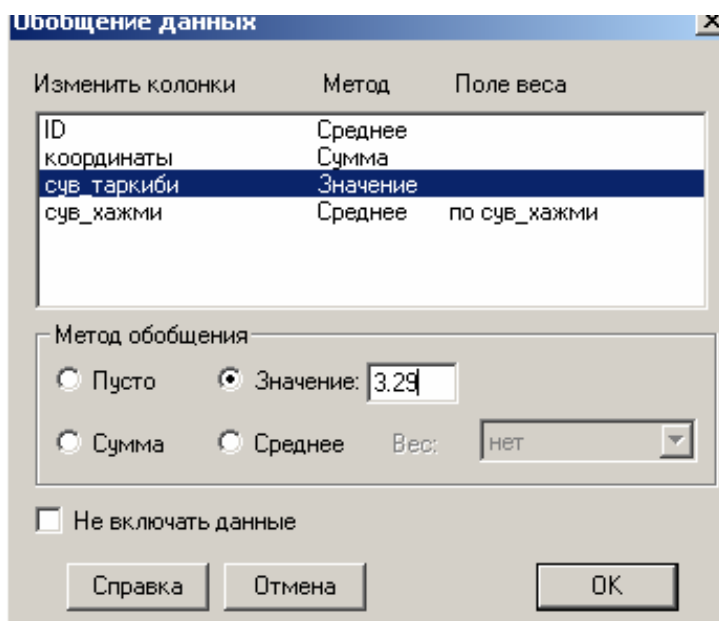 Обобщение данных
Изменить колонки Метод Поле веса
ID Среднее
координаты Сумма
сув_таркиби Значение
сув_хажми Среднее по сув_хажми
Метод обобщения
Пусто Значение: 3.29
Сумма Среднее Вес: нет
Не включать данные
Справка Отмена OK